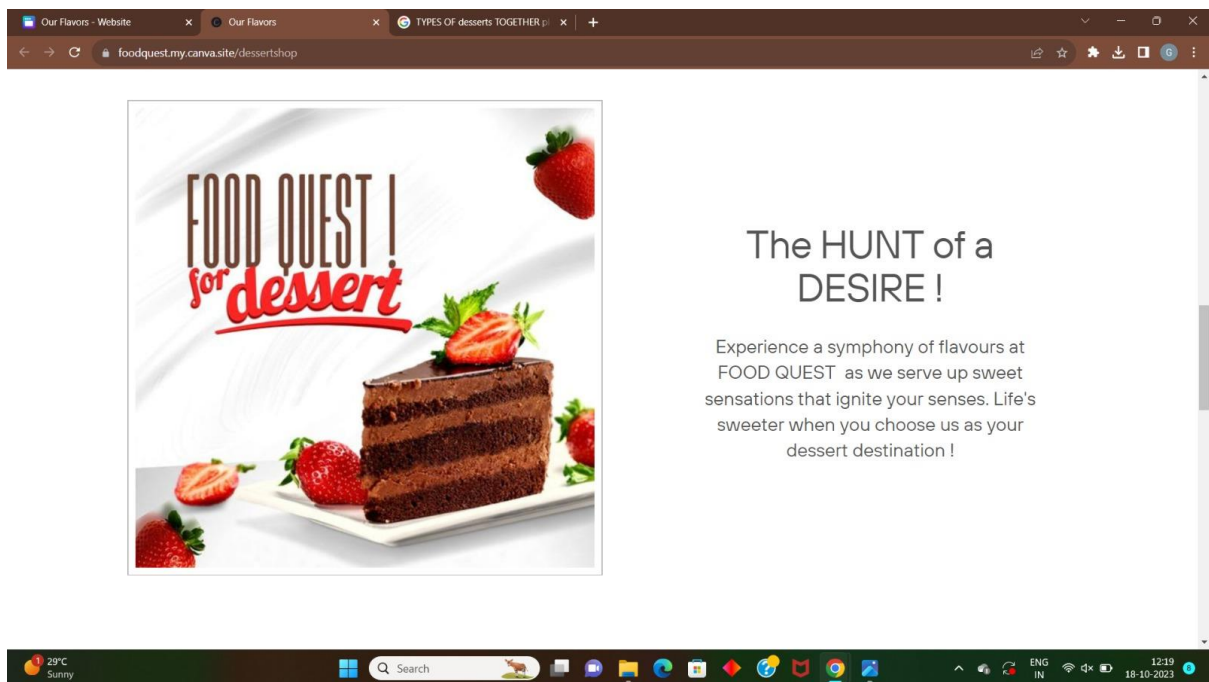 Our Flavors - Website
Our Flavors
TYPES OF desserts TOGETHER pl
foodquest.my.canva.site/dessertshop
G
FOOD QUEST !
for dessert
The HUNT of a
DESIRE !
Experience a symphony of flavours at
FOOD QUEST as we serve up sweet
sensations that ignite your senses. Life's
sweeter when you choose us as your
dessert destination !
1
29°C
Sunny
Search
ENG
IN
12:19
18-10-2023
8